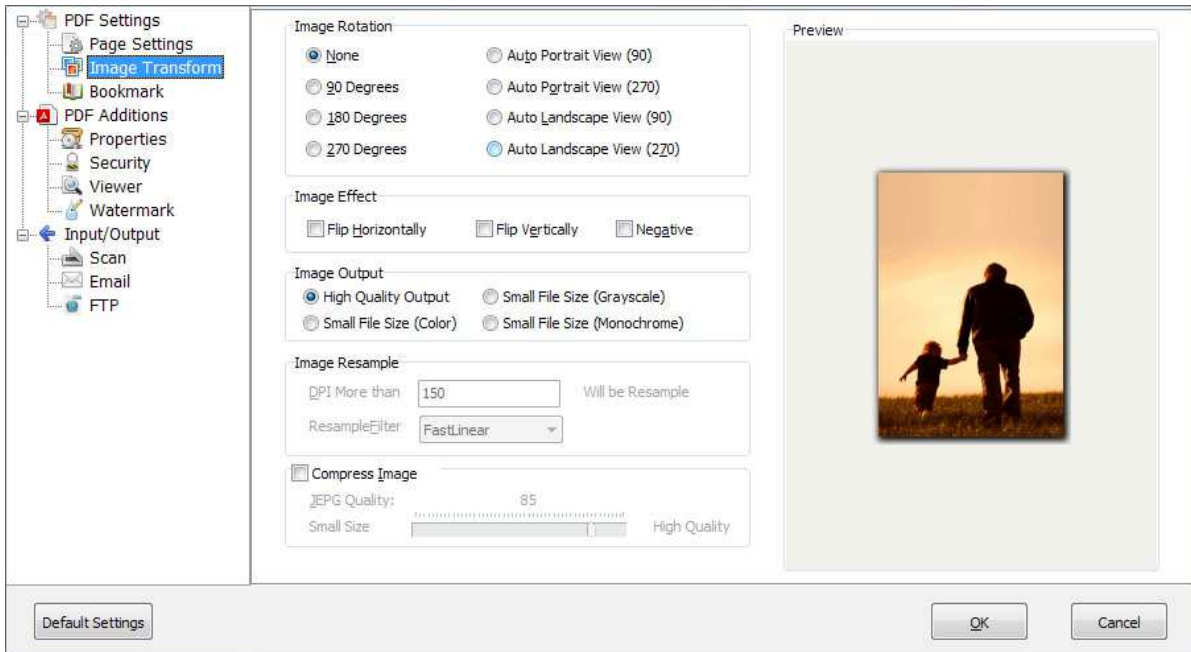 PDF Settings
Page Settings
Image Transform
Bookmark
PDF Additions
Properties
Security
Viewer
Watermark
Input/Output
Scan
Email
FTP
Image Rotation
None
Auto Portrait View (90)
90 Degrees
Auto Portrait View (270)
180 Degrees
Auto Landscape View (90)
270 Degrees
Auto Landscape View (270)
Image Effect
Flip Horizontally
Flip Vertically
Negative
Image Output
High Quality Output
Small File Size (Grayscale)
Small File Size (Color)
Small File Size (Monochrome)
Image Resample
DPI More than
150
Will be Resample
ResampleFilter
FastLinear
Compress Image
JEPG Quality:
85
Small Size
High Quality
Preview
Default Settings
OK
Cancel